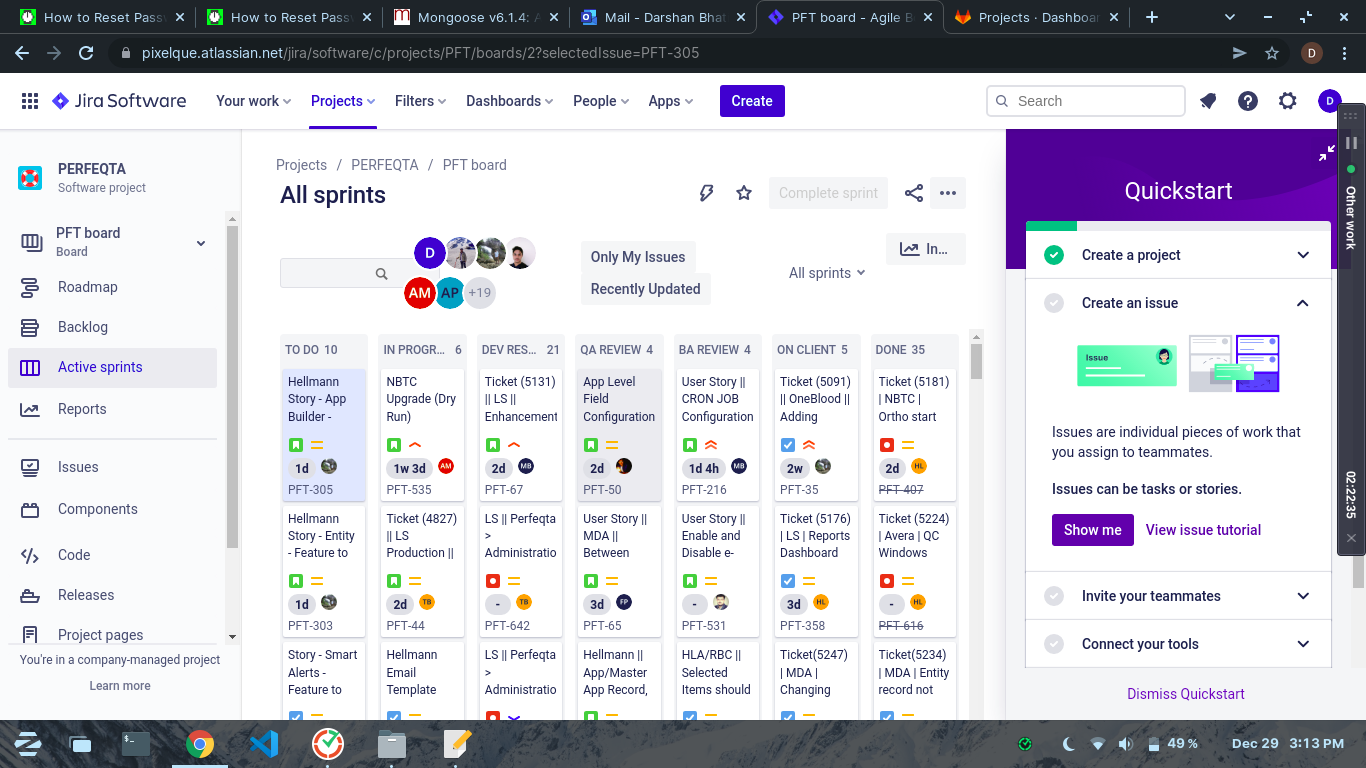 How to Reset Passw
How to Reset Passw
Mongoose v6.1.4: A
Mail - Darshan Bhat
PFT board - Agile B
Projects · Dashboar
pixelque.atlassian.net/jira/software/c/projects/PFT/boards/2?selectedIssue=PFT-305
D
Jira Software
Your work
Projects
Filters
Dashboards
People
Apps
Create
Search
D
PERFEQTA
Software project
PFT board
Board
Roadmap
Backlog
Active sprints
Reports
Issues
Components
Code
Releases
Project pages
You're in a company-managed project
Learn more
Projects / PERFEQTA / PFT board
All sprints
Complete sprint
D
AM
AP
+19
Only My Issues
Recently Updated
All sprints
In...
TO DO 10
Hellmann
Story - App
Builder -
1d
PFT-305
Hellmann
Story - Entity
- Feature to
1d
PFT-303
Story - Smart
Alerts -
Feature to
IN PROGR... 6
NBTC
Upgrade (Dry
Run)
1w 3d
AM
PFT-535
Ticket (4827)
|| LS
Production ||
2d
TB
PFT-44
Hellmann
Email
Template
DEV RES... 21
Ticket (5131)
|| LS ||
Enhancement
2d
MB
PFT-67
LS || Perfeqta
>
Administratio
-
TB
PFT-642
LS || Perfeqta
>
Administratio
QA REVIEW 4
App Level
Field
Configuration
2d
PFT-50
User Story ||
MDA ||
Between
3d
FP
PFT-65
Hellmann ||
App/Master
App Record,
BA REVIEW 4
User Story ||
CRON JOB
Configuration
1d 4h
MB
PFT-216
User Story ||
Enable and
Disable e-
-
PFT-531
HLA/RBC ||
Selected
Items should
ON CLIENT 5
Ticket (5091)
|| OneBlood ||
Adding
2w
PFT-35
Ticket (5176)
| LS | Reports
Dashboard
3d
HL
PFT-358
Ticket(5247)
| MDA |
Changing
DONE 35
Ticket (5181)
| NBTC |
Ortho start
2d
HL
PFT-407
Ticket (5224)
| Avera | QC
Windows
-
HL
PFT-616
Ticket(5234)
| MDA | Entity
record not
Quickstart
Create a project
Create an issue
Issue
Issues are individual pieces of work that
you assign to teammates.
Issues can be tasks or stories.
Show me
View issue tutorial
Invite your teammates
Connect your tools
Dismiss Quickstart
Other work
02:22:35
49 %
Dec 29 3:13 PM